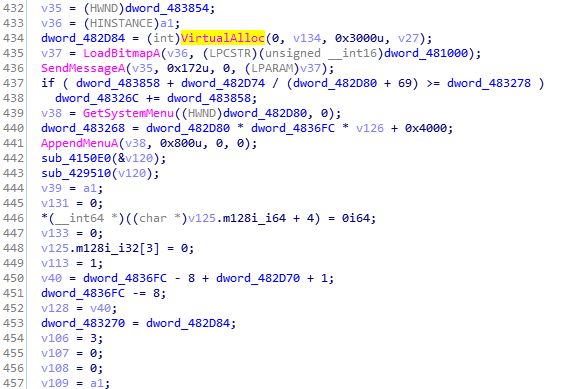 432 v35 = (HWND)dword_483854;
433 v36 = (HINSTANCE)a1;
434 dword_482D84 = (int)VirtualAlloc(0, v134, 0x3000u, v27);
435 v37 = LoadBitmapA(v36, (LPCSTR)(unsigned __int16)dword_481000);
436 SendMessageA(v35, 0x172u, 0, (LPARAM)v37);
437 if ( dword_483858 + dword_482D74 / (dword_482D80 + 69) >= dword_483278 )
438 dword_48326C += dword_483858;
439 v38 = GetSystemMenu((HWND)dword_482D80, 0);
440 dword_483268 = dword_482D80 * dword_4836FC * v126 + 0x4000;
441 AppendMenuA(v38, 0x800u, 0, 0);
442 sub_4150E0(&v120);
443 sub_429510(v120);
444 v39 = a1;
445 v131 = 0;
446 *(__int64 *)((char *)v125.m128i_i64 + 4) = 0i64;
447 v133 = 0;
448 v125.m128i_i32[3] = 0;
449 v113 = 1;
450 v40 = dword_4836FC - 8 + dword_482D70 + 1;
451 dword_4836FC -= 8;
452 v128 = v40;
453 dword_483270 = dword_482D84;
454 v106 = 3;
455 v107 = 0;
456 v108 = 0;
457 v109 = a1;